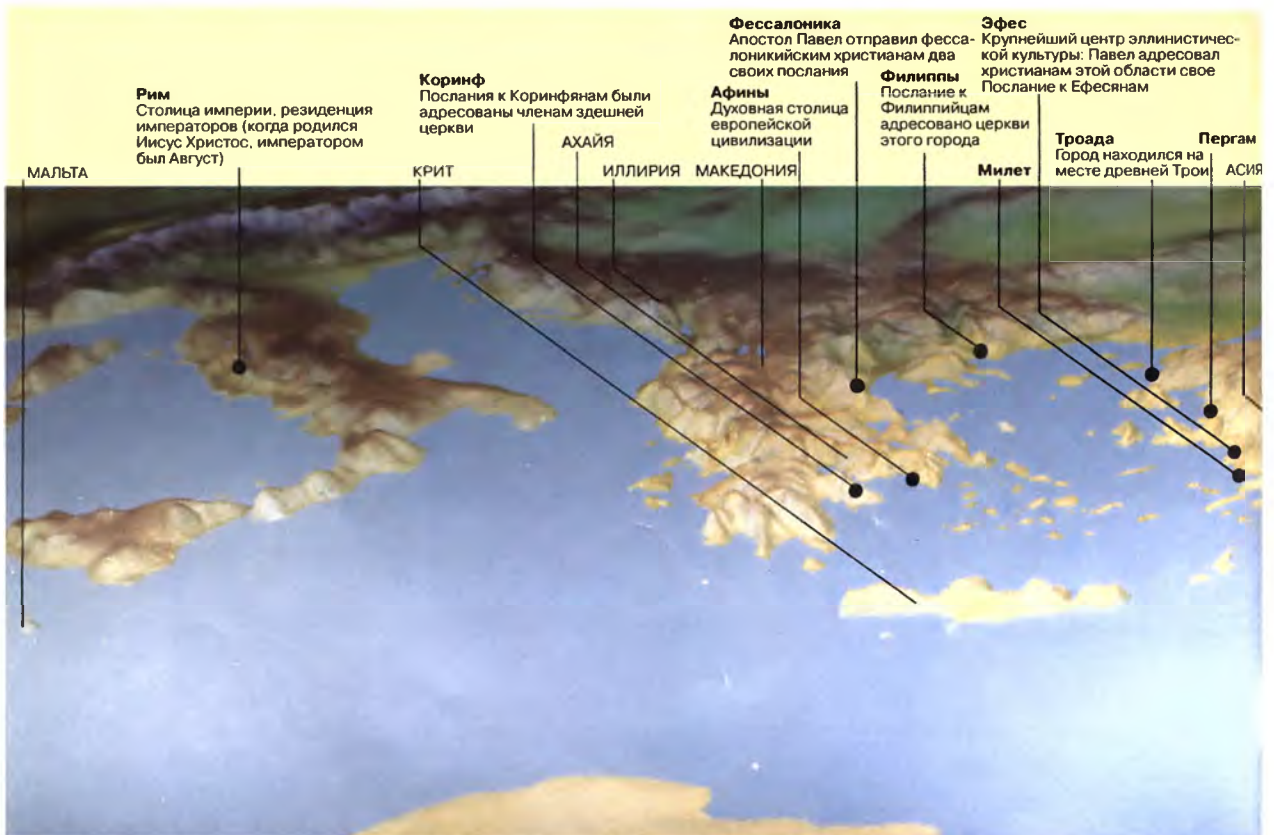 Фессалоника
Апостол Павел отправил фесса-
лоникийским христианам два
своих послания
Эфес
Крупнейший центр эллинистичес-
кой культуры: Павел адресовал
христианам этой области свое
Послание к Ефесянам
Рим
Столица империи, резиденция
императоров (когда родился
Иисус Христос, императором
был Август)
Коринф
Послания к Коринфянам были
адресованы членам здешней
церкви
Афины
Духовная столица
европейской
цивилизации
Филиппы
Послание к
Филиппийцам
адресовано церкви
этого города
Троада
Город находился на
месте древней Трои
Пергам
МАЛЬТА
КРИТ
АХАЙЯ
ИЛЛИРИЯ
МАКЕДОНИЯ
Милет
АСИЯ